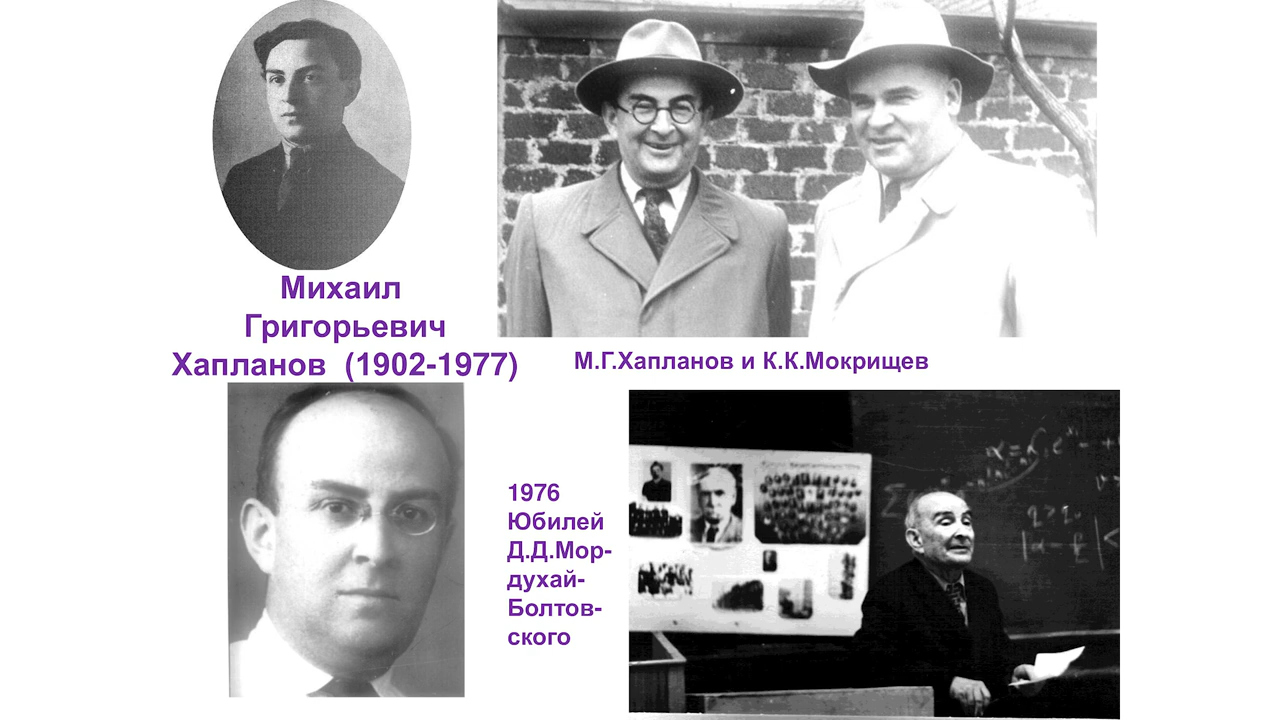 Михаил
Григорьевич
Хапланов (1902-1977)
М.Г.Хапланов и К.К.Мокрищев
1976
Юбилей
Д.Д.Мор-
духай-
Болтов-
ского